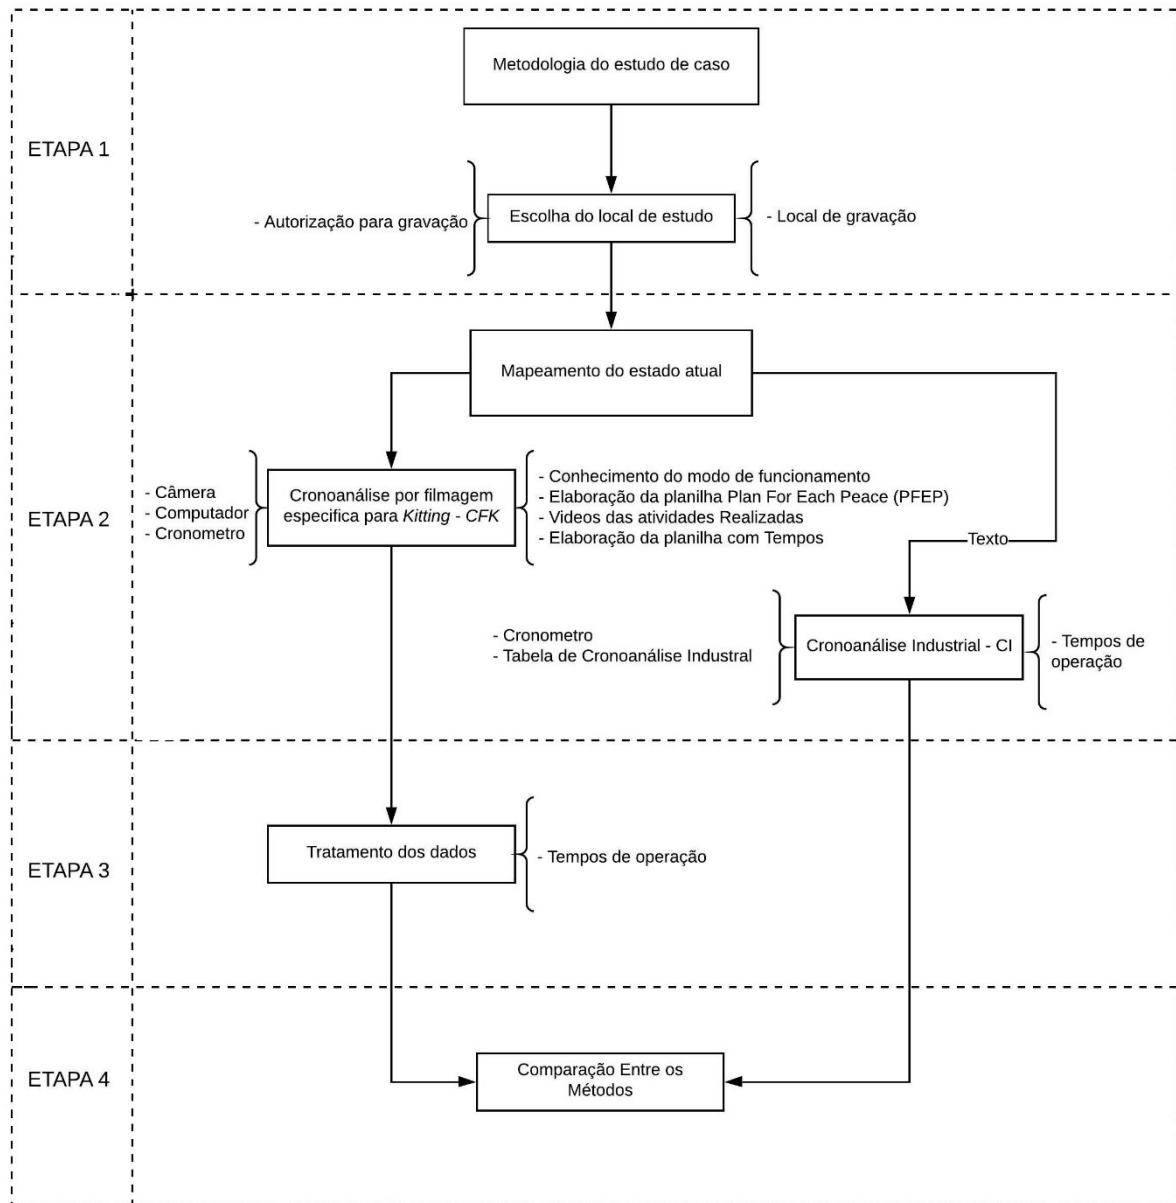 ETAPA 1
Metodologia do estudo de caso
- Autorização para gravação
Escolha do local de estudo
- Local de gravação
ETAPA 2
Mapeamento do estado atual
- Câmera
- Computador
- Cronometro
Cronoanálise por filmagem
especifica para Kitting - CFK
- Conhecimento do modo de funcionamento
- Elaboração da planilha Plan For Each Peace (PFEP)
- Videos das atividades Realizadas
- Elaboração da planilha com Tempos
Texto
- Cronometro
- Tabela de Cronoanálise Industral
Cronoanálise Industrial - CI
- Tempos de
operação
ETAPA 3
Tratamento dos dados
- Tempos de operação
ETAPA 4
Comparação Entre os
Métodos